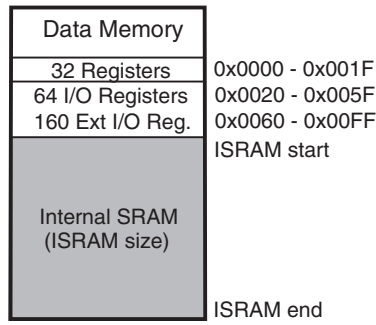 Data Memory
32 Registers 0x0000 - 0x001F
64 I/O Registers 0x0020 - 0x005F
160 Ext I/O Reg. 0x0060 - 0x00FF
ISRAM start
Internal SRAM
(ISRAM size)
ISRAM end